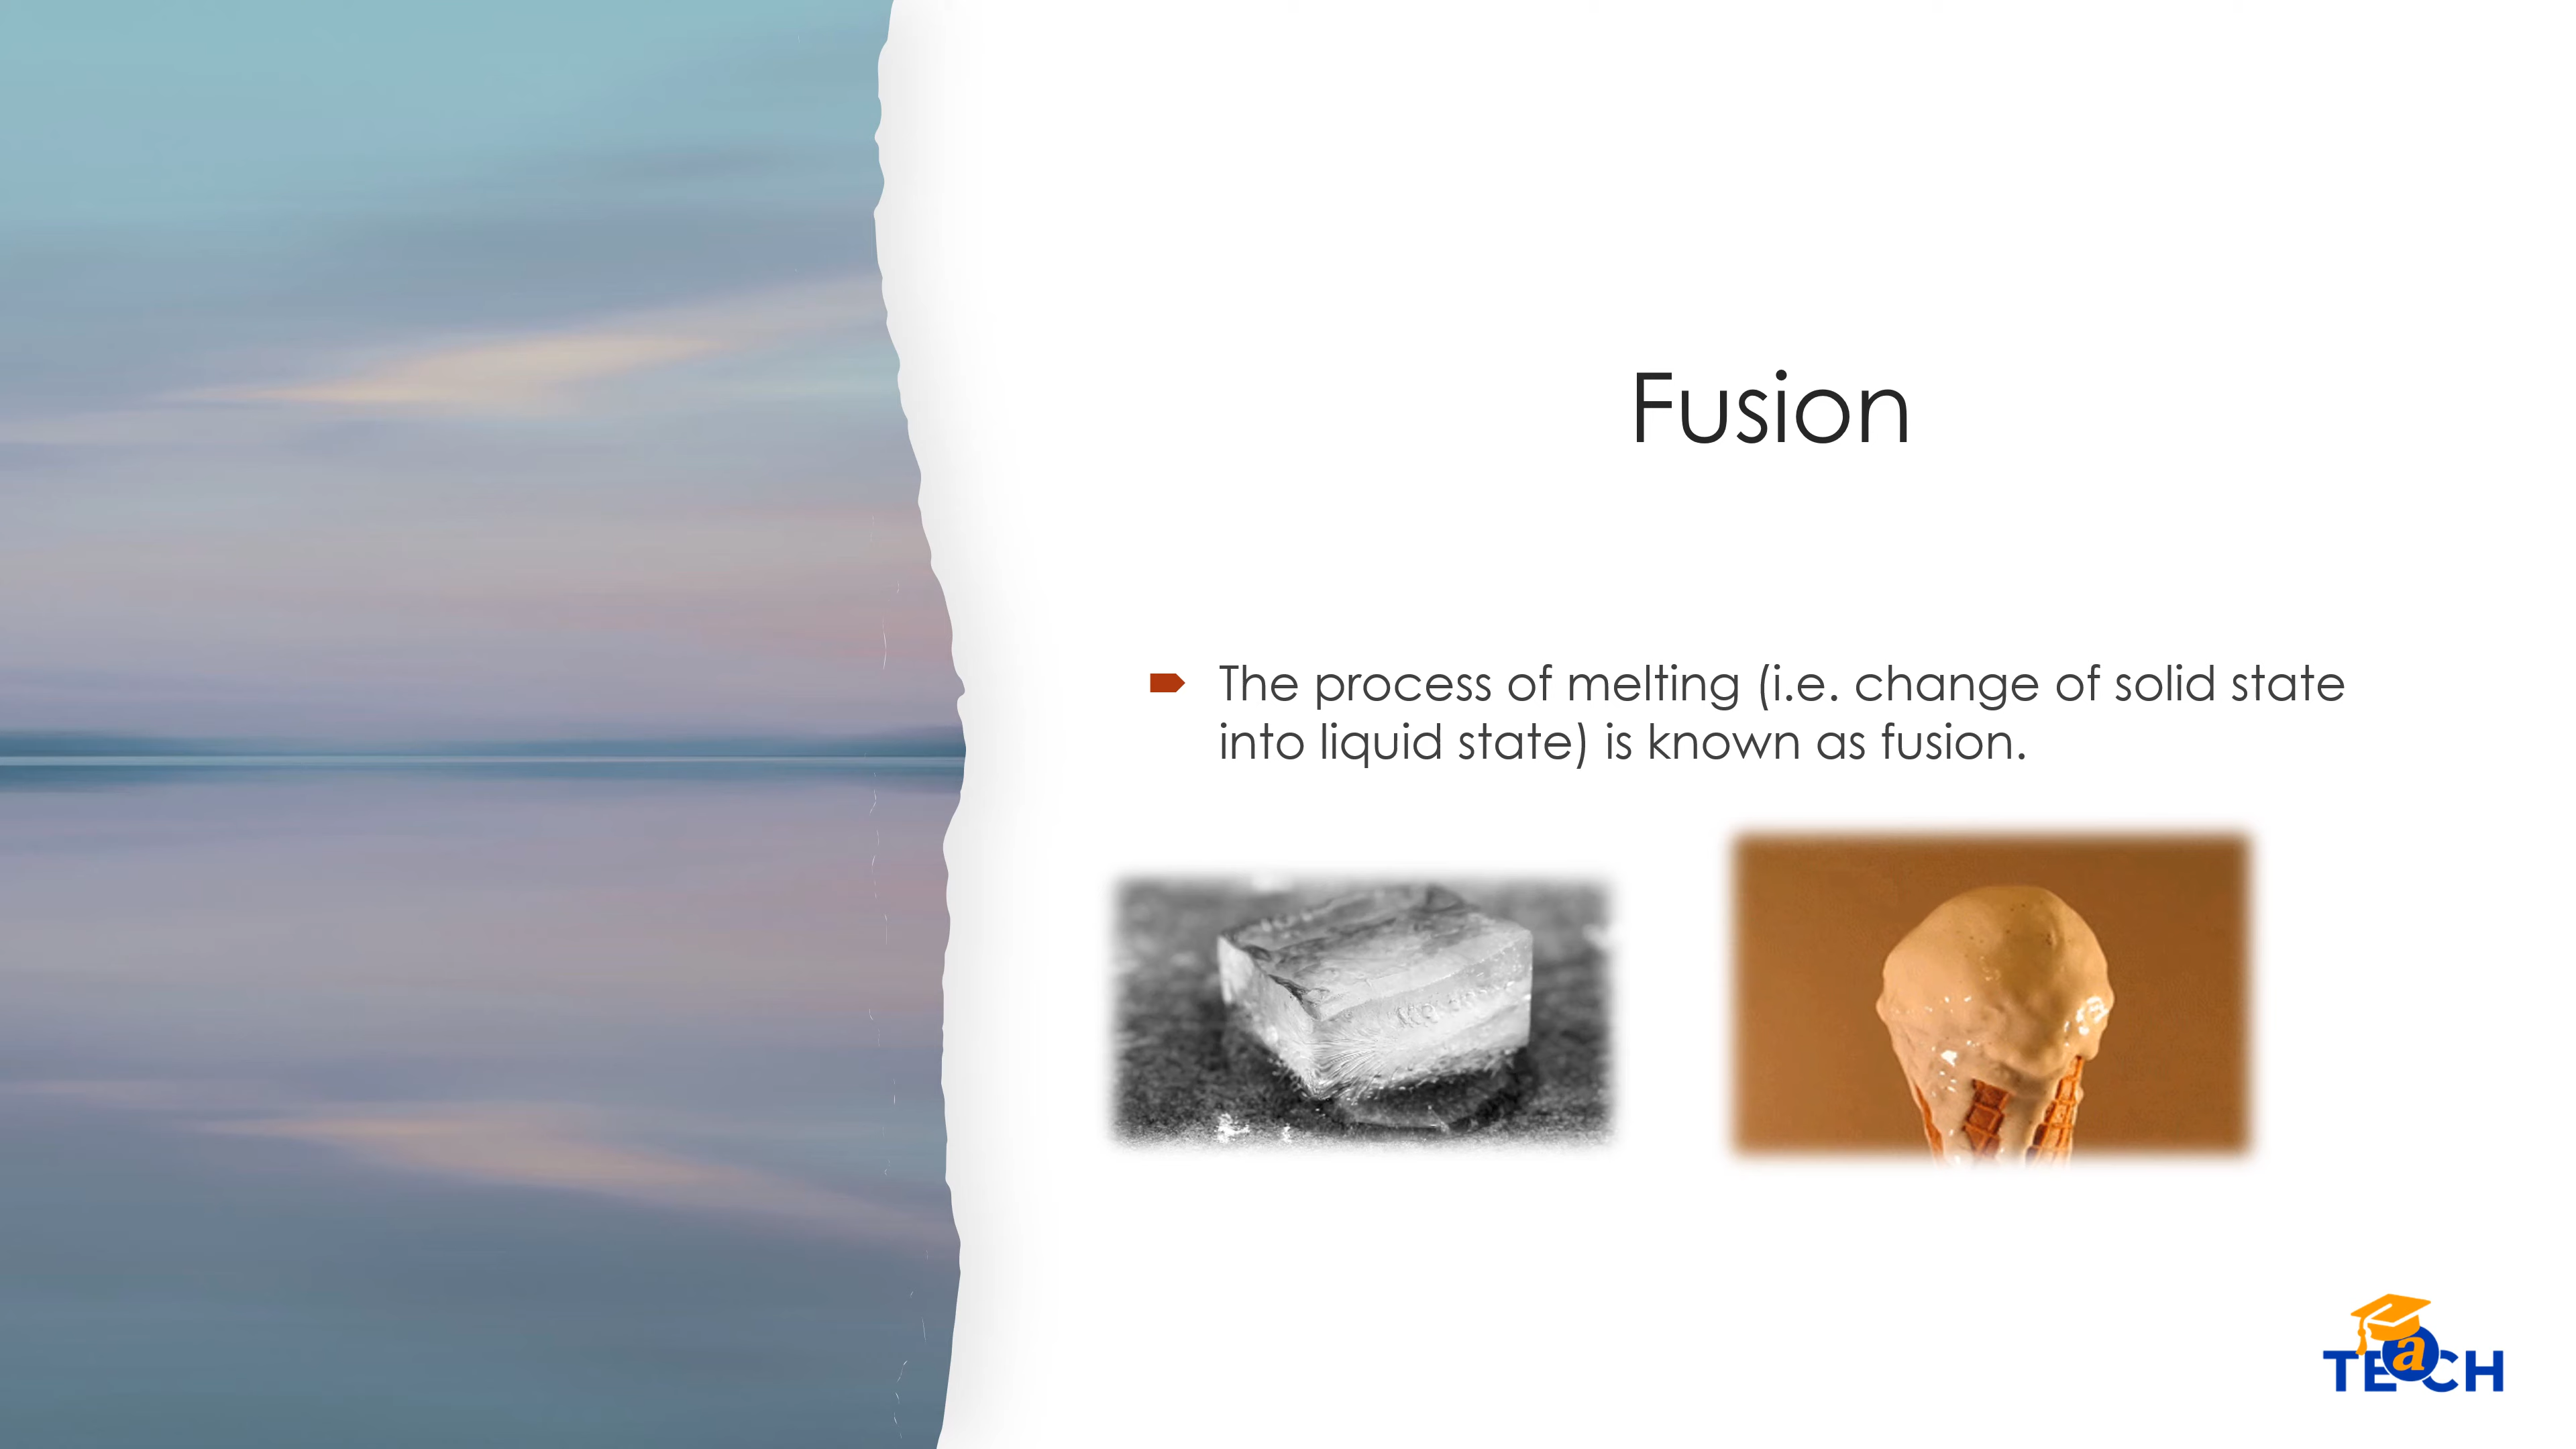 Fusion
The process of melting (i.e. change of solid state
into liquid state) is known as fusion.
TEaCH